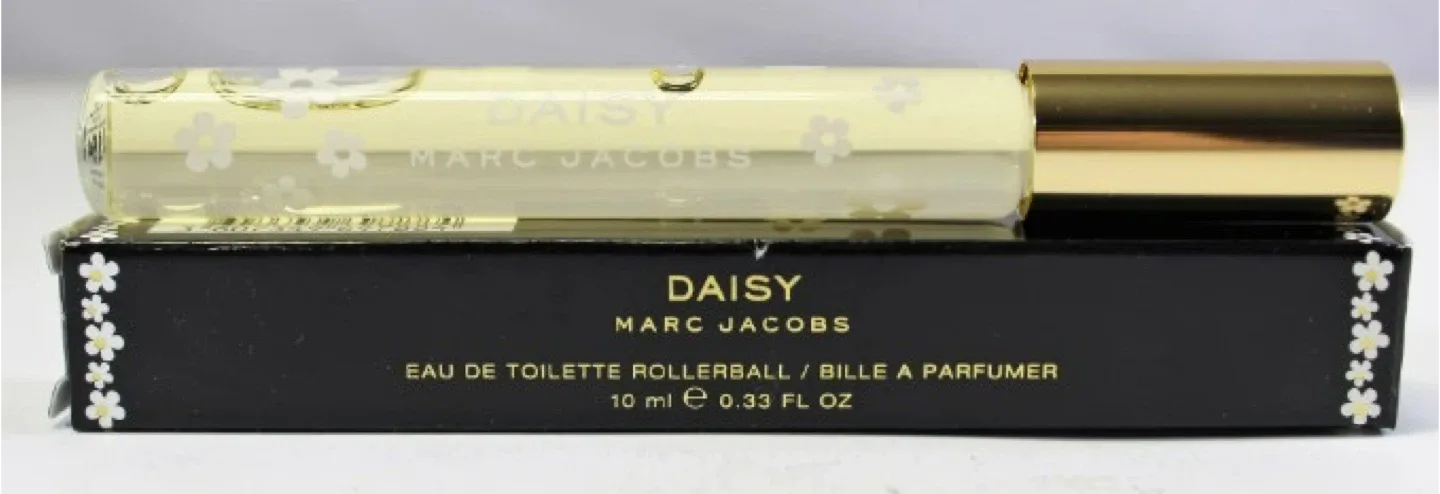 DAISY
MARC JACOBS
DAISY
MARC JACOBS
EAU DE TOILETTE ROLLERBALL / BILLE A PARFUMER
10 ml ℮ 0.33 FL OZ